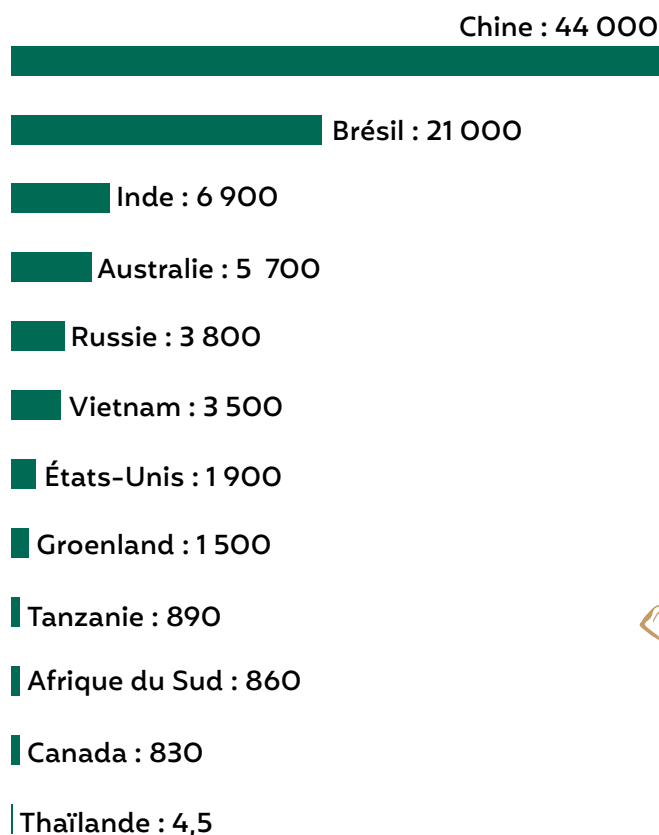 Chine : 44 000
Brésil : 21 000
Inde : 6 900
Australie : 5  700
Russie : 3 800
Vietnam : 3 500
États-Unis : 1 900
Groenland : 1 500
Tanzanie : 890
Afrique du Sud : 860
Canada : 830
Thaïlande : 4,5